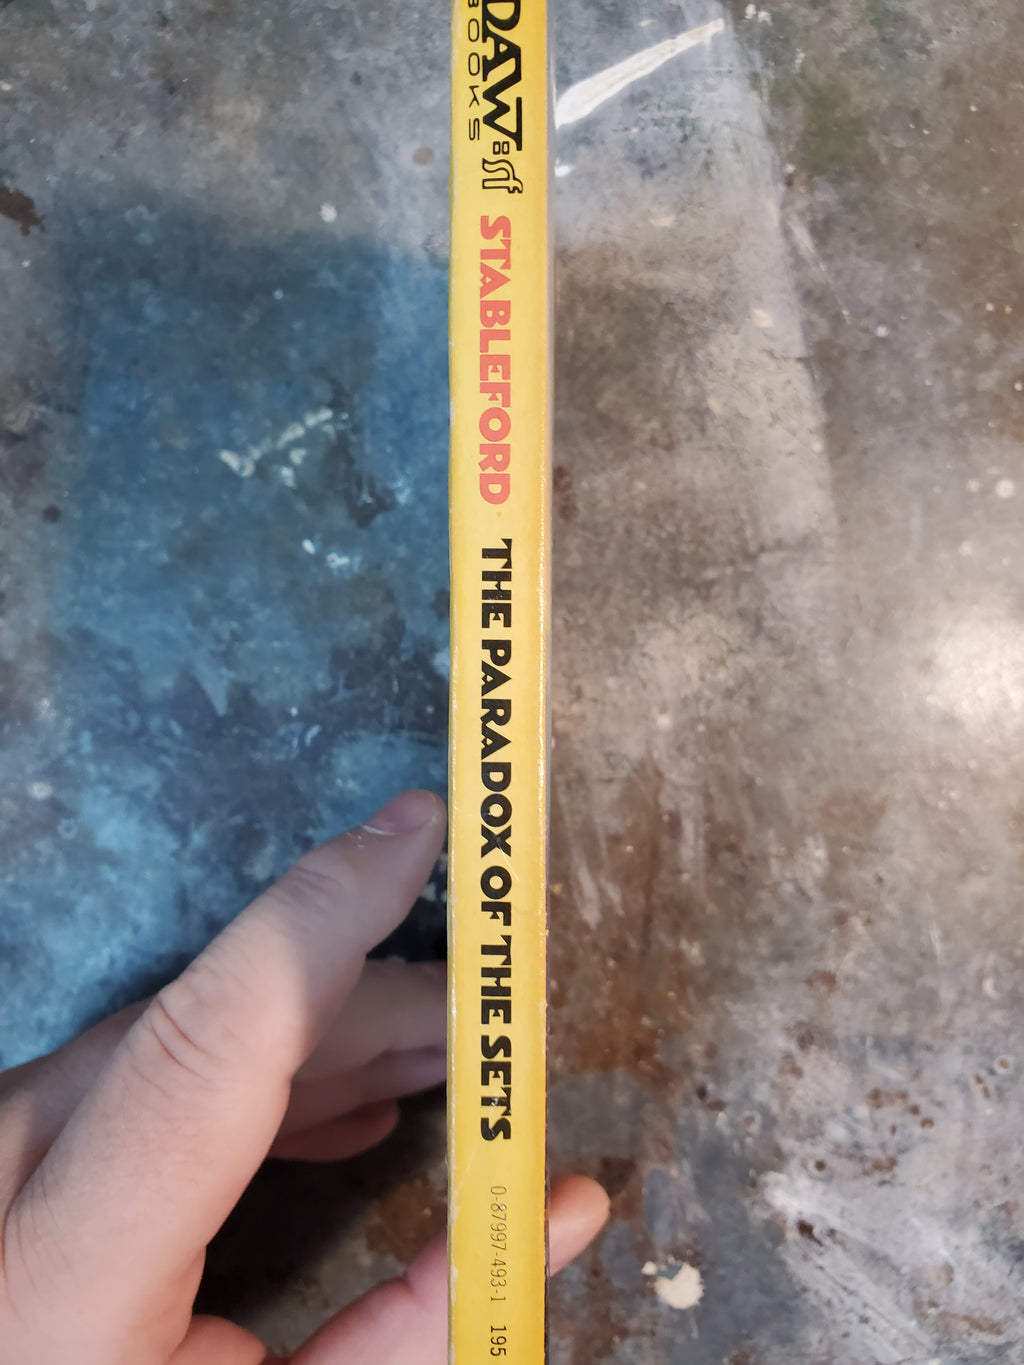 DAW
BOOKS
sf
STABLEFORD
THE PARADOX OF THE SETS
0-87997-493-1 195